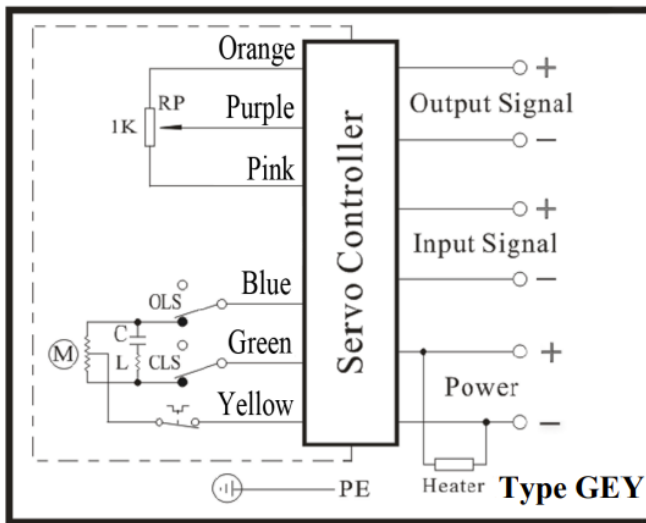 Orange
RP
Purple
1K
Pink
Output Signal
+
−
Input Signal
+
−
Servo Controller
Blue
OLS
C
Green
M
L
CLS
Yellow
+
Power
−
PE
Heater
Type GEY